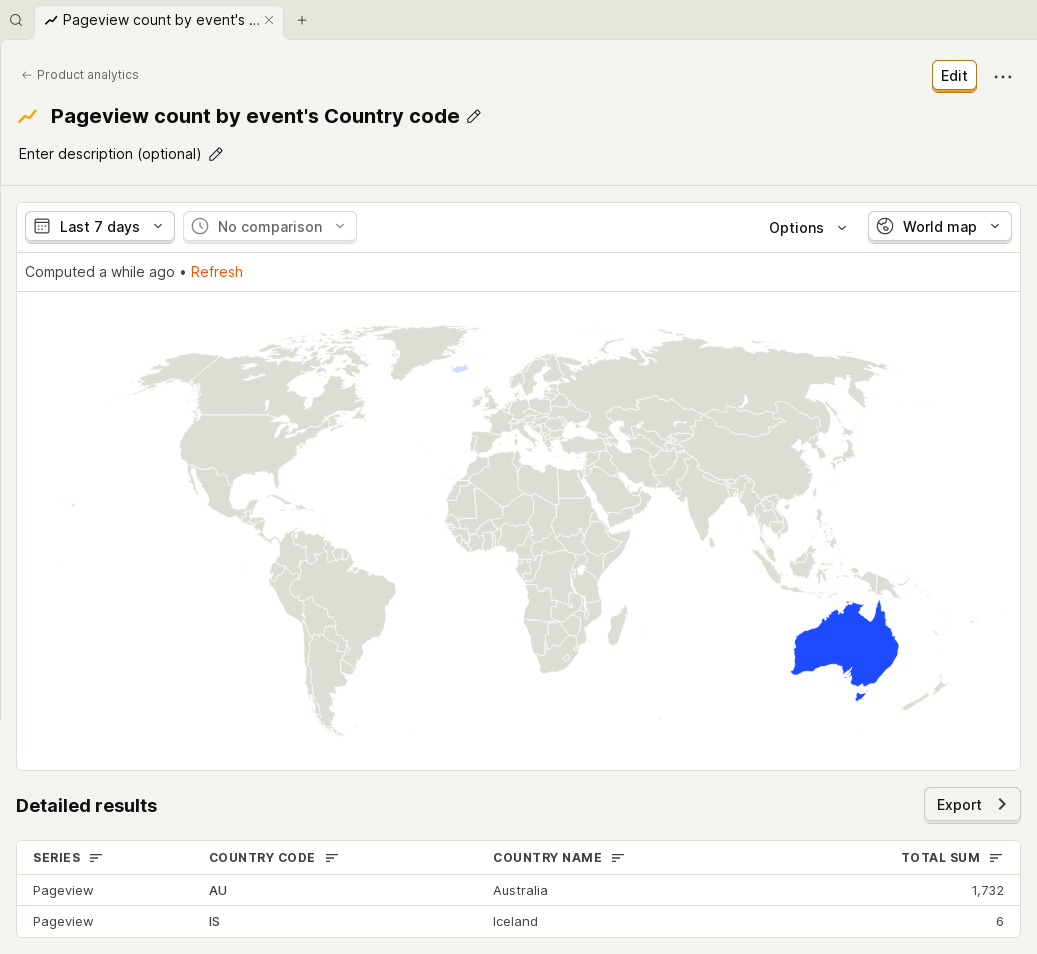 Pageview count by event's ...
Product analytics
Edit
Pageview count by event's Country code
Enter description (optional)
Last 7 days
No comparison
Options
World map
Computed a while ago • Refresh
Detailed results
Export
SERIES COUNTRY CODE COUNTRY NAME TOTAL SUM
Pageview AU Australia 1,732
Pageview IS Iceland 6